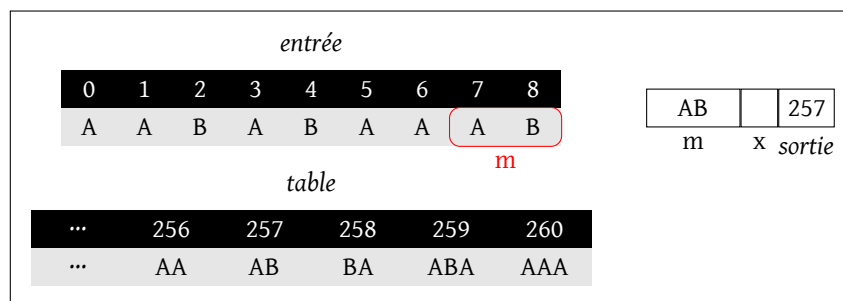 entrée
0 1 2 3 4 5 6 7 8
A A B A B A A A B
m
AB 257
m x sortie
table
... 256 257 258 259 260
... AA AB BA ABA AAA